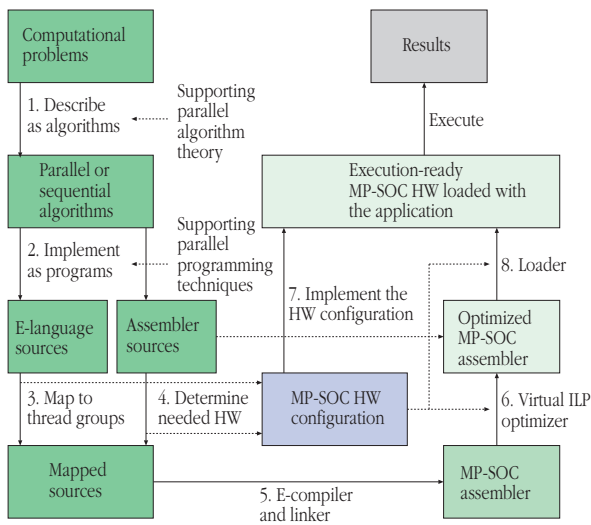 Computational
problems
Results
1. Describe
as algorithms
Supporting
parallel
algorithm
theory
Execute
Parallel or
sequential
algorithms
Execution-ready
MP-SOC HW loaded with
the application
2. Implement
as programs
Supporting
parallel
programming
techniques
7. Implement the
HW configuration
8. Loader
E-language
sources
Assembler
sources
Optimized
MP-SOC
assembler
3. Map to
thread groups
4. Determine
needed HW
MP-SOC HW
configuration
6. Virtual ILP
optimizer
Mapped
sources
5. E-compiler
and linker
MP-SOC
assembler